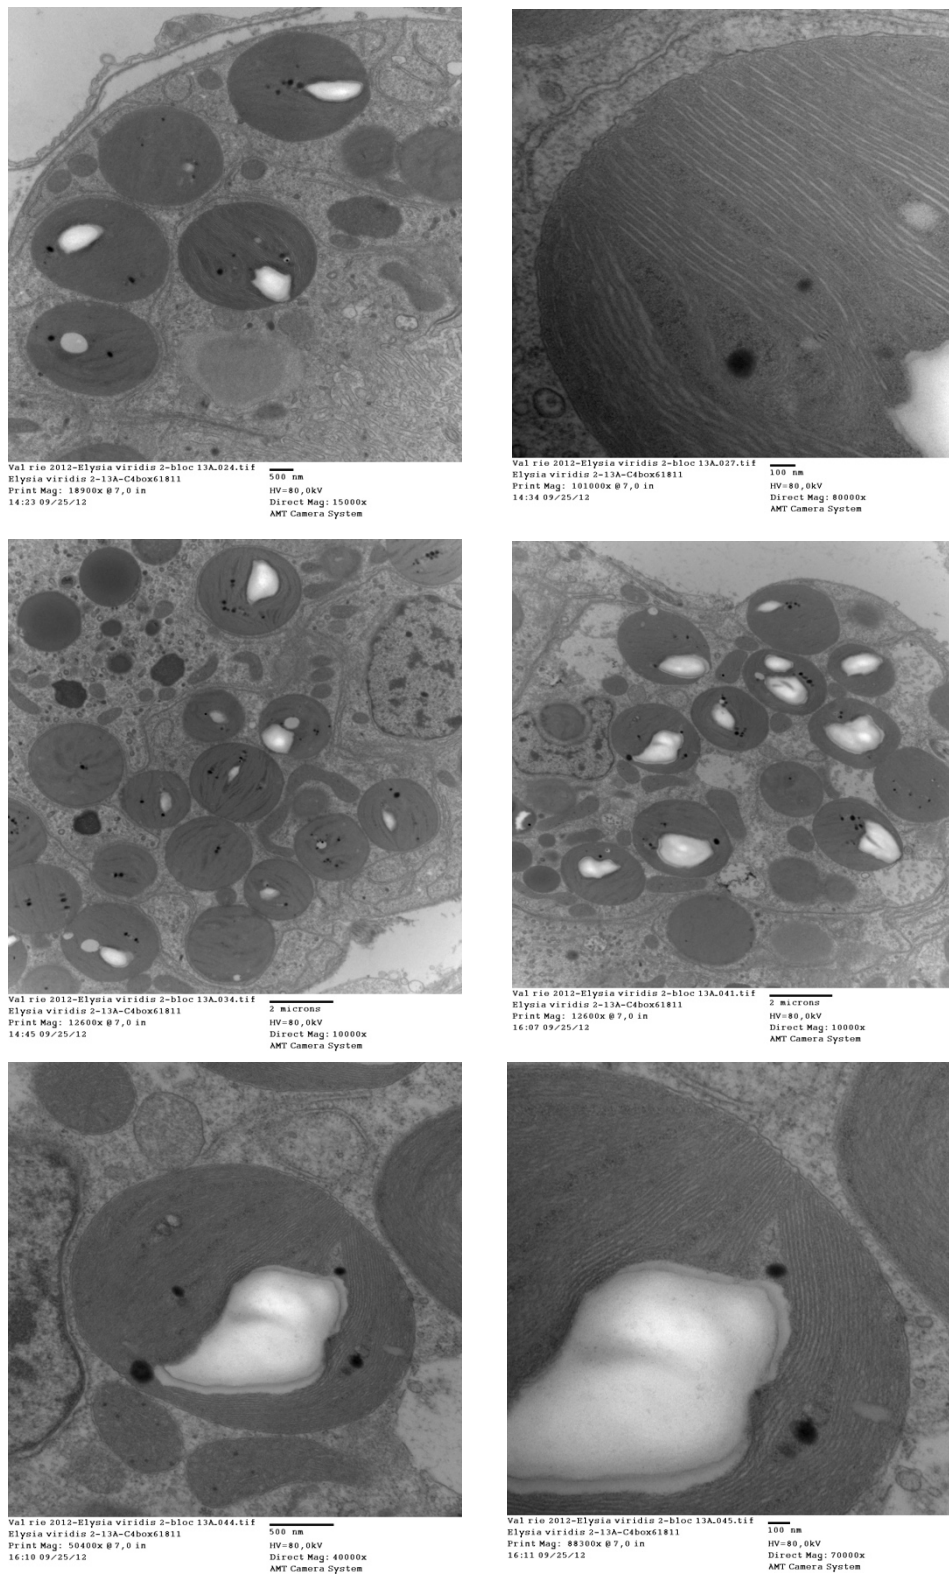 Val rie 2012-Elysia viridis 2-bloc 13A_024.tif
Elysia viridis 2-13A-C4box61811
Print Mag: 18900x @ 7,0 in
14:23 09/25/12
500 nm
HV=80,0kV
Direct Mag: 15000x
AMT Camera System
Val rie 2012-Elysia viridis 2-bloc 13A_027.tif
Elysia viridis 2-13A-C4box61811
Print Mag: 101000x @ 7,0 in
14:34 09/25/12
100 nm
HV=80,0kV
Direct Mag: 80000x
AMT Camera System
Val rie 2012-Elysia viridis 2-bloc 13A_034.tif
Elysia viridis 2-13A-C4box61811
Print Mag: 12600x @ 7,0 in
14:45 09/25/12
2 microns
HV=80,0kV
Direct Mag: 10000x
AMT Camera System
Val rie 2012-Elysia viridis 2-bloc 13A_041.tif
Elysia viridis 2-13A-C4box61811
Print Mag: 12600x @ 7,0 in
16:07 09/25/12
2 microns
HV=80,0kV
Direct Mag: 10000x
AMT Camera System
Val rie 2012-Elysia viridis 2-bloc 13A_044.tif
Elysia viridis 2-13A-C4box61811
Print Mag: 50400x @ 7,0 in
16:10 09/25/12
500 nm
HV=80,0kV
Direct Mag: 40000x
AMT Camera System
Val rie 2012-Elysia viridis 2-bloc 13A_045.tif
Elysia viridis 2-13A-C4box61811
Print Mag: 88300x @ 7,0 in
16:11 09/25/12
100 nm
HV=80,0kV
Direct Mag: 70000x
AMT Camera System